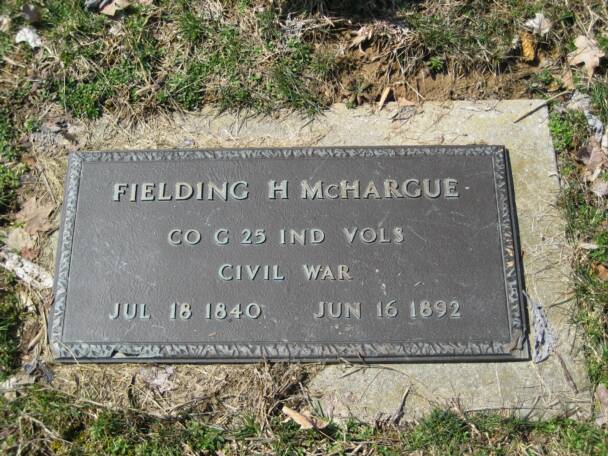 FIELDING H McHARGUE
CO G 25 IND VOLS
CIVIL WAR
JUL 18 1840 JUN 16 1892